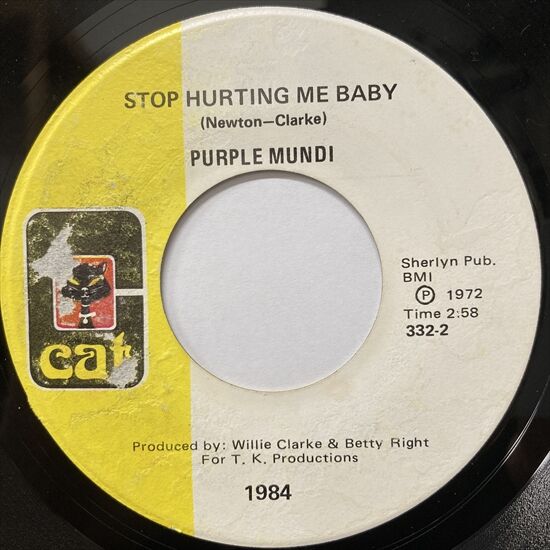 STOP HURTING ME BABY
(Newton—Clarke)
PURPLE MUNDI
Sherlyn Pub.
BMI
Ⓟ 1972
Time 2:58
332-2
cat
Produced by: Willie Clarke & Betty Right
For T. K. Productions
1984